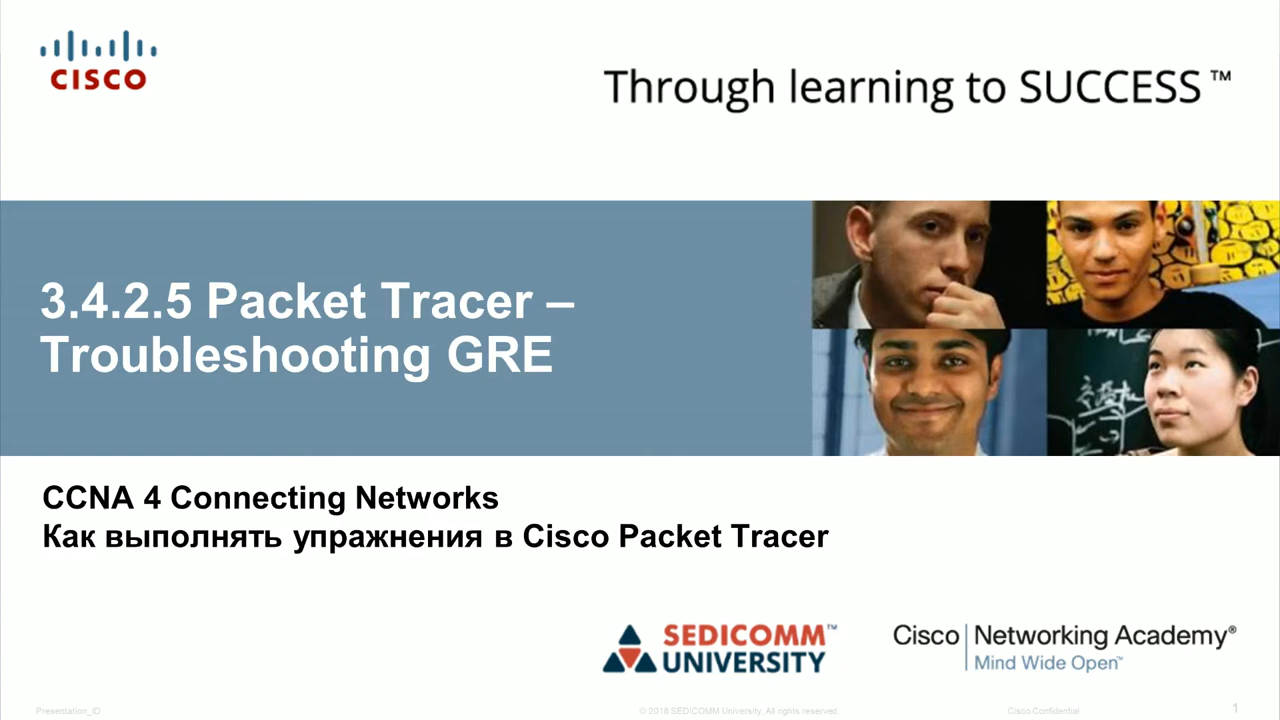 CISCO
Through learning to SUCCESS™
3.4.2.5 Packet Tracer –
Troubleshooting GRE
CCNA 4 Connecting Networks
Как выполнять упражнения в Cisco Packet Tracer
SEDICOMM™
UNIVERSITY
Cisco Networking Academy®
Mind Wide Open™
Presentation_ID
© 2018 SEDICOMM University. All rights reserved
Cisco Confidential
1